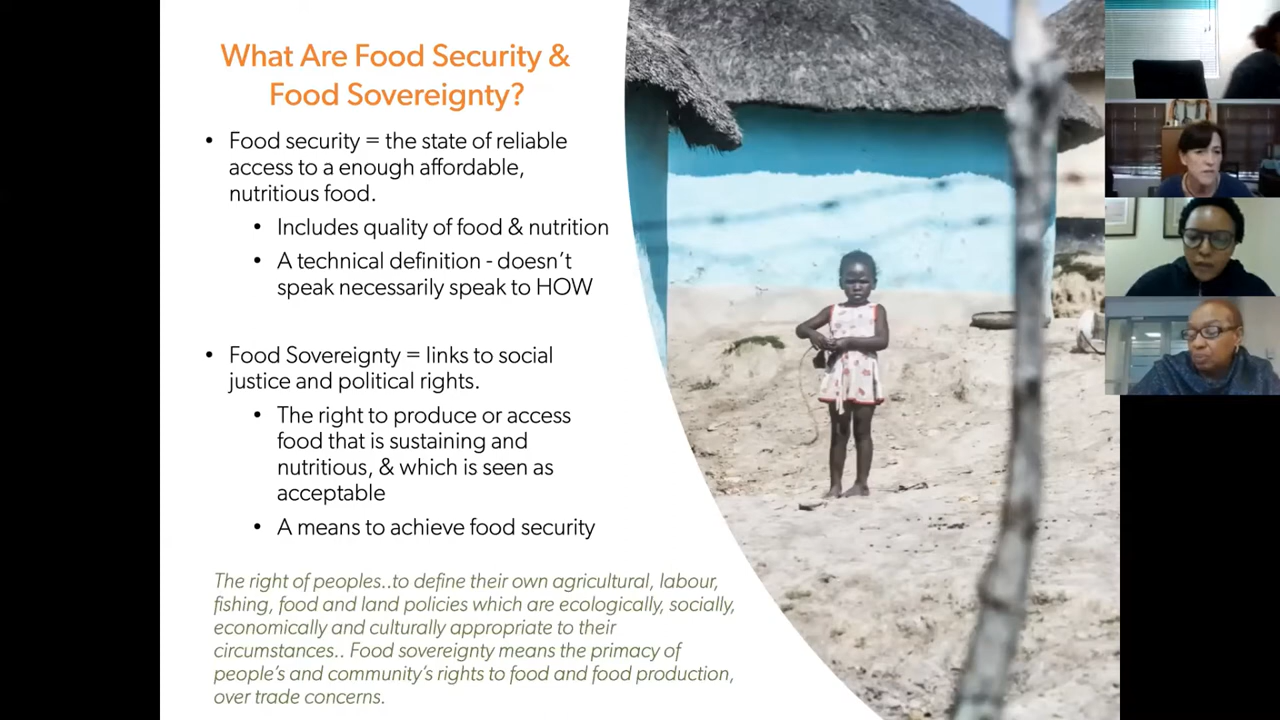 What Are Food Security &
Food Sovereignty?
• Food security = the state of reliable
access to a enough affordable,
nutritious food.
• Includes quality of food & nutrition
• A technical definition - doesn’t
speak necessarily speak to HOW
• Food Sovereignty = links to social
justice and political rights.
• The right to produce or access
food that is sustaining and
nutritious, & which is seen as
acceptable
• A means to achieve food security
The right of peoples..to define their own agricultural, labour,
fishing, food and land policies which are ecologically, socially,
economically and culturally appropriate to their
circumstances.. Food sovereignty means the primacy of
people’s and community’s rights to food and food production,
over trade concerns.